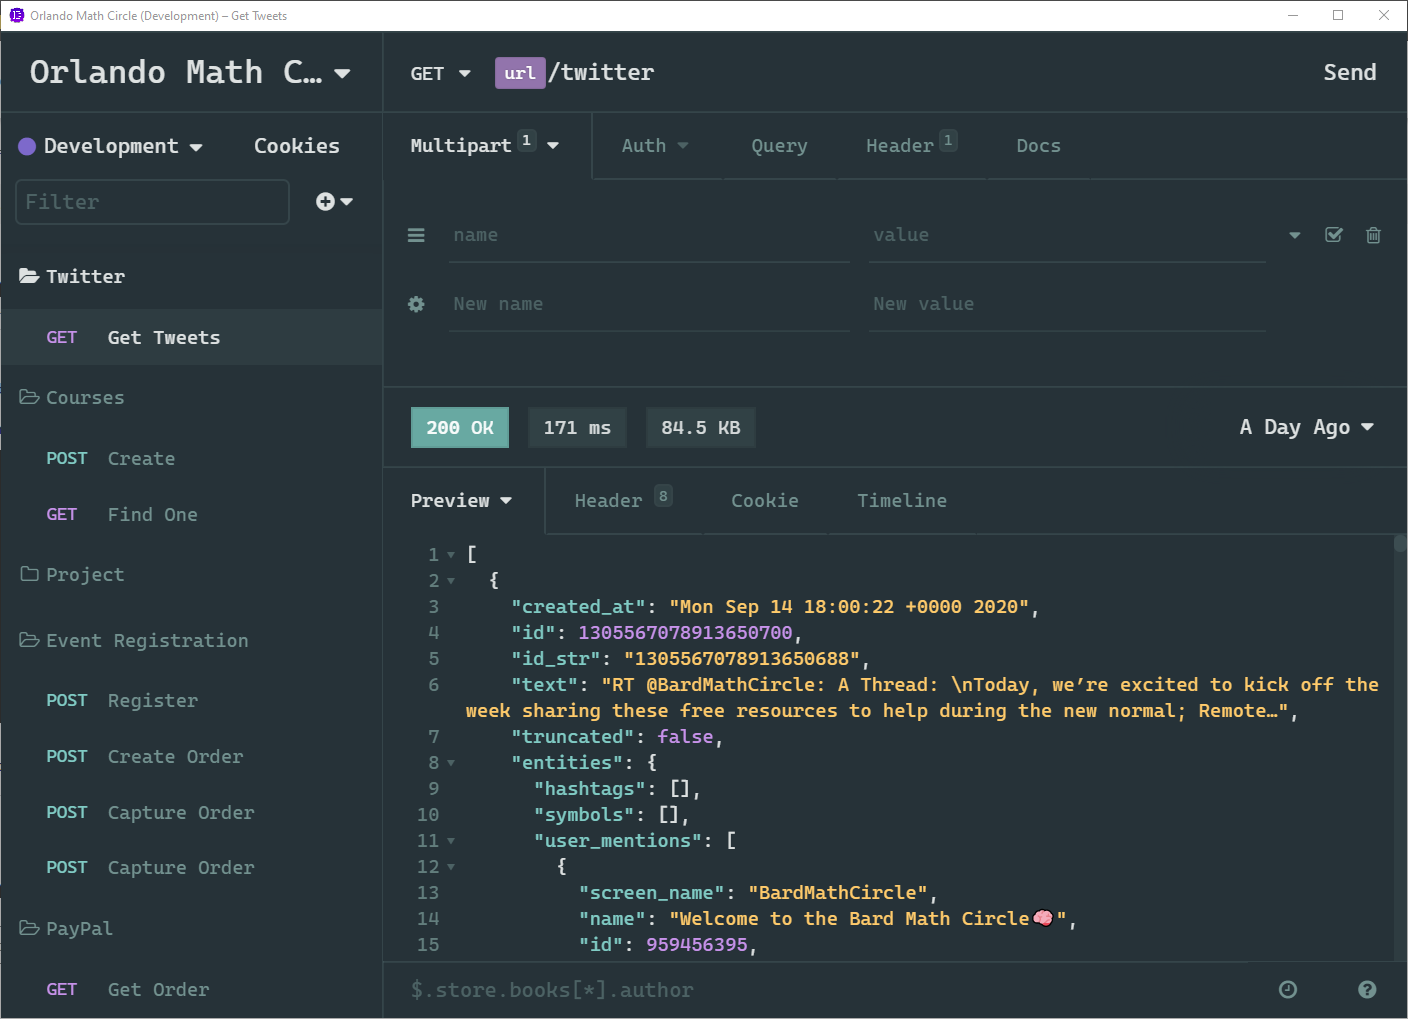 Orlando Math Circle (Development) – Get Tweets
Orlando Math C…
GET url/twitter Send
Development Cookies
Multipart 1 Auth Query Header 1 Docs
Filter
name value
New name New value
Twitter
GET Get Tweets
Courses
POST Create
GET Find One
Project
Event Registration
POST Register
POST Create Order
POST Capture Order
POST Capture Order
PayPal
GET Get Order
200 OK 171 ms 84.5 KB A Day Ago
Preview Header 8 Cookie Timeline
1 [
2 {
3 "created_at": "Mon Sep 14 18:00:22 +0000 2020",
4 "id": 1305567078913650700,
5 "id_str": "1305567078913650688",
6 "text": "RT @BardMathCircle: A Thread: \nToday, we’re excited to kick off the
week sharing these free resources to help during the new normal; Remote…",
7 "truncated": false,
8 "entities": {
9 "hashtags": [],
10 "symbols": [],
11 "user_mentions": [
12 {
13 "screen_name": "BardMathCircle",
14 "name": "Welcome to the Bard Math Circle🧠",
15 "id": 959456395,
$.store.books[*].author